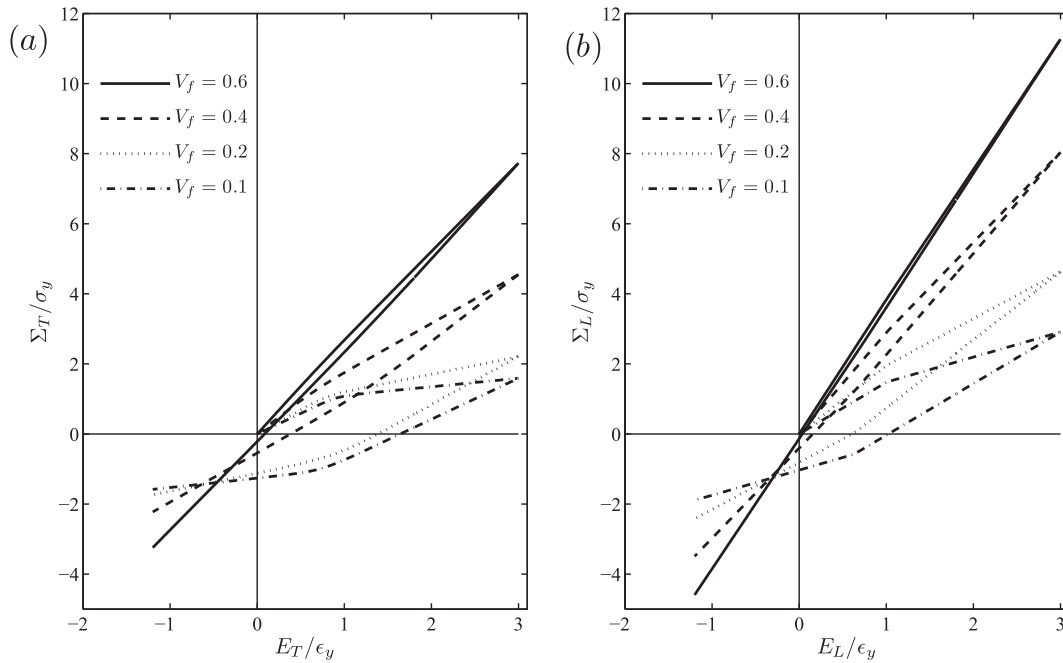 (a)
12
10
8
6
4
2
0
−2
−4
V_f = 0.6
V_f = 0.4
V_f = 0.2
V_f = 0.1
Σ_T/σ_y
−2 −1 0 1 2 3
E_T/ϵ_y
(b)
12
10
8
6
4
2
0
−2
−4
V_f = 0.6
V_f = 0.4
V_f = 0.2
V_f = 0.1
Σ_L/σ_y
−2 −1 0 1 2 3
E_L/ϵ_y